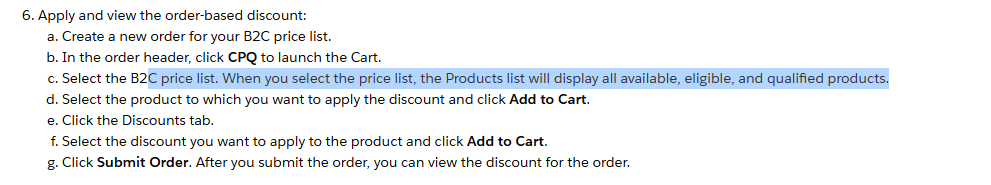 6. Apply and view the order-based discount:
a. Create a new order for your B2C price list.
b. In the order header, click CPQ to launch the Cart.
c. Select the B2C price list. When you select the price list, the Products list will display all available, eligible, and qualified products.
d. Select the product to which you want to apply the discount and click Add to Cart.
e. Click the Discounts tab.
f. Select the discount you want to apply to the product and click Add to Cart.
g. Click Submit Order. After you submit the order, you can view the discount for the order.